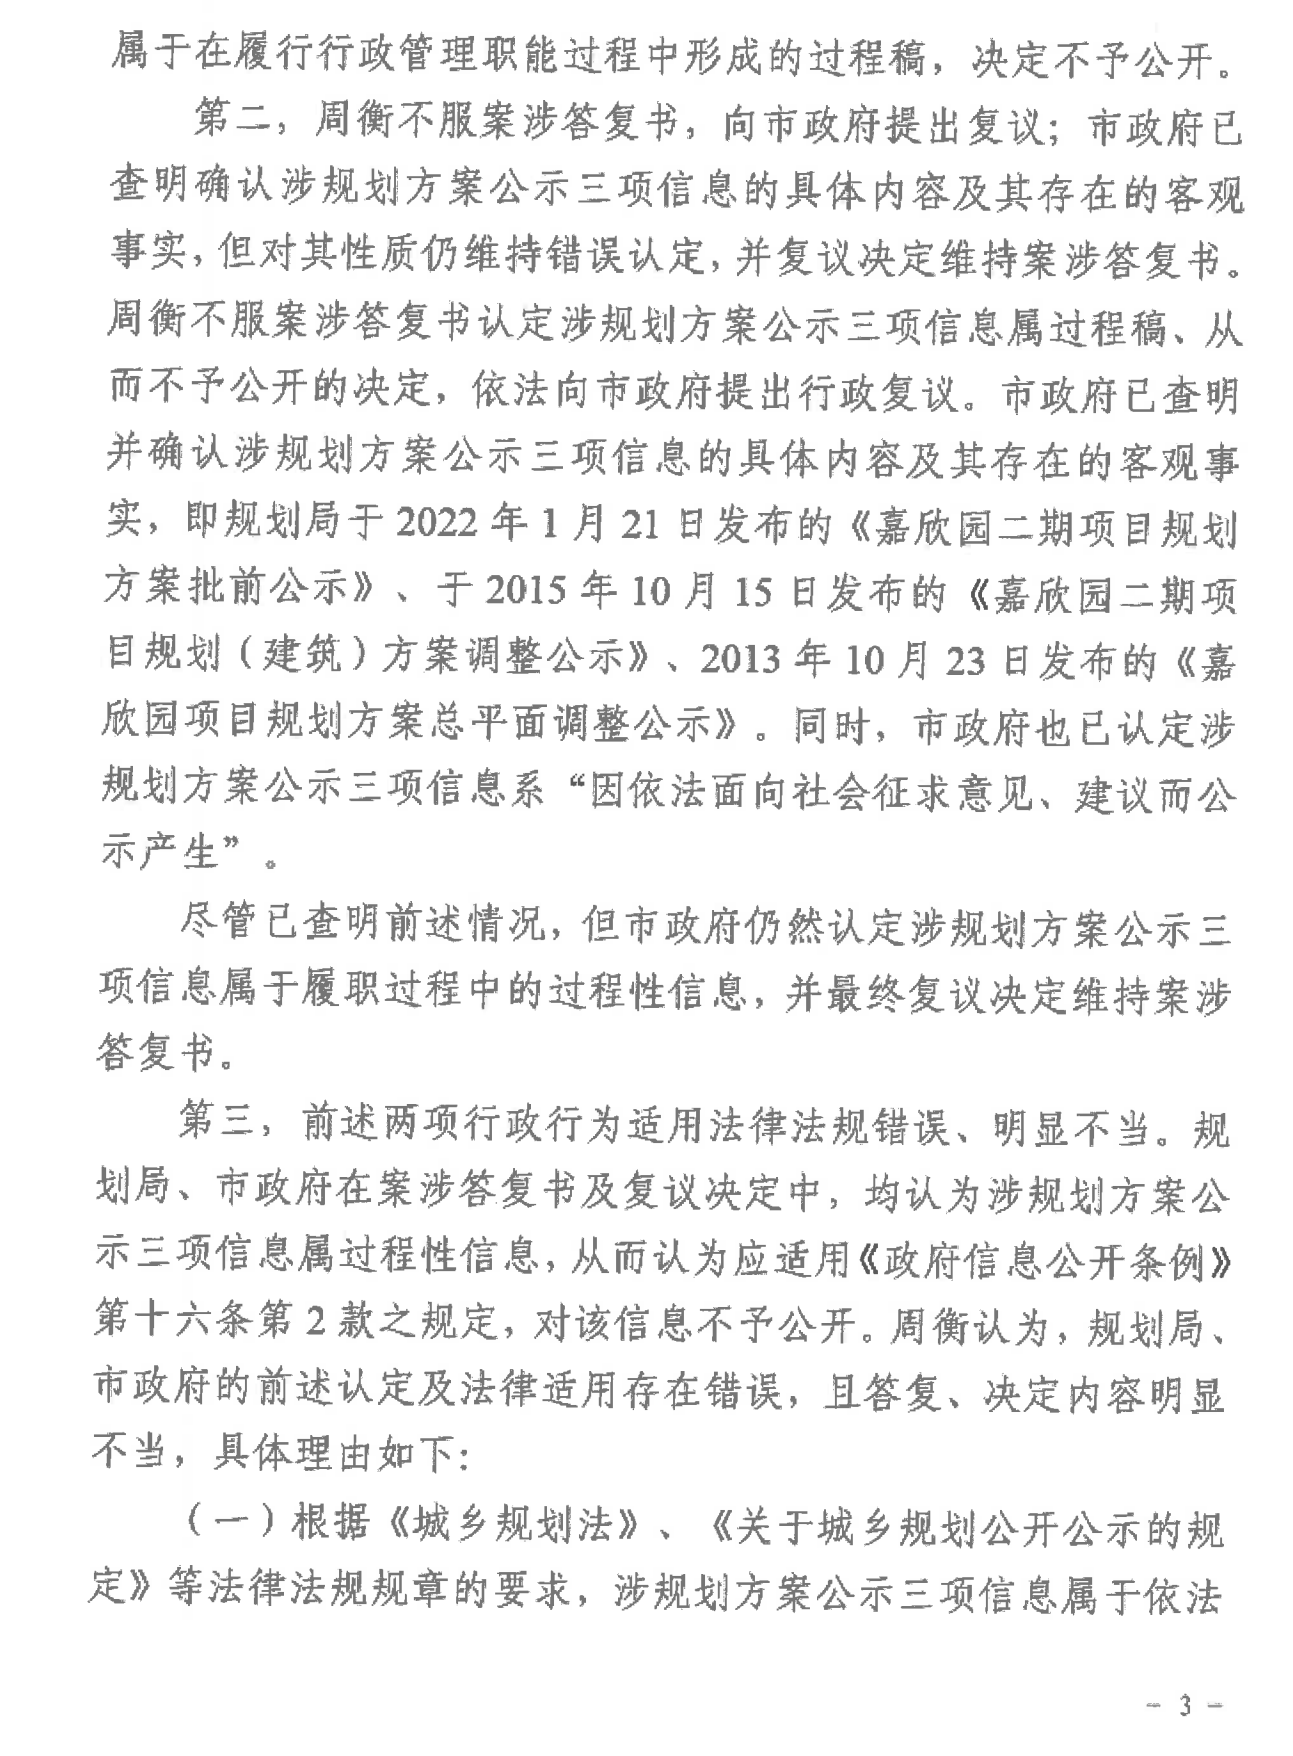 属于在履行行政管理职能过程中形成的过程稿，决定不予公开。
第二，周衡不服案涉答复书，向市政府提出复议；市政府已
查明确认涉规划方案公示三项信息的具体内容及其存在的客观
事实，但对其性质仍维持错误认定，并复议决定维持案涉答复书。
周衡不服案涉答复书认定涉规划方案公示三项信息属过程稿、从
而不予公开的决定，依法向市政府提出行政复议。市政府已查明
并确认涉规划方案公示三项信息的具体内容及其存在的客观事
实，即规划局于 2022 年 1 月 21 日发布的《嘉欣园二期项目规划
方案批前公示》、于 2015 年 10 月 15 日发布的《嘉欣园二期项
目规划（建筑）方案调整公示》、2013 年 10 月 23 日发布的《嘉
欣园项目规划方案总平面调整公示》。同时，市政府也已认定涉
规划方案公示三项信息系“因依法面向社会征求意见、建议而公
示产生”。
尽管已查明前述情况，但市政府仍然认定涉规划方案公示三
项信息属于履职过程中的过程性信息，并最终复议决定维持案涉
答复书。
第三，前述两项行政行为适用法律法规错误、明显不当。规
划局、市政府在案涉答复书及复议决定中，均认为涉规划方案公
示三项信息属过程性信息，从而认为应适用《政府信息公开条例》
第十六条第 2 款之规定，对该信息不予公开。周衡认为，规划局、
市政府的前述认定及法律适用存在错误，且答复、决定内容明显
不当，具体理由如下：
（一）根据《城乡规划法》、《关于城乡规划公开公示的规
定》等法律法规规章的要求，涉规划方案公示三项信息属于依法
- 3 -